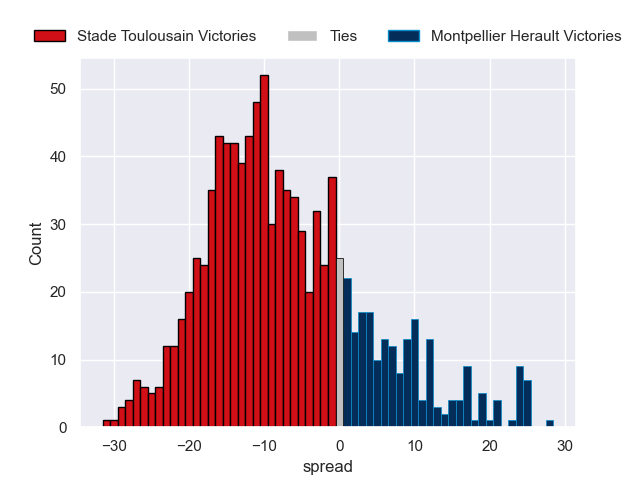 Stade Toulousain Victories Ties Montpellier Herault Victories
50
40
30
20
10
0
Count
−30 −20 −10 0 10 20 30
spread